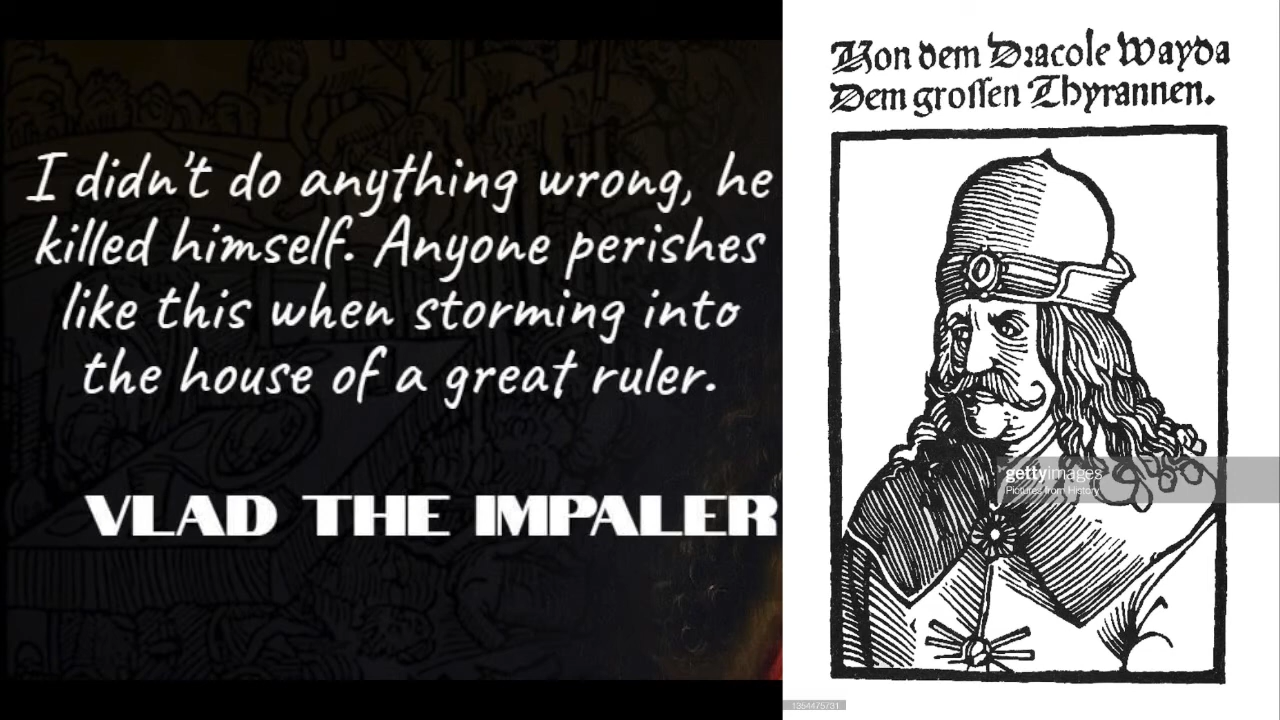 I didn't do anything wrong, he
killed himself. Anyone perishes
like this when storming into
the house of a great ruler.
VLAD THE IMPALER
Von dem Dracole Wayda
Dem grossen Thyrannen.
gettyimages
Pictures from History
1354475731